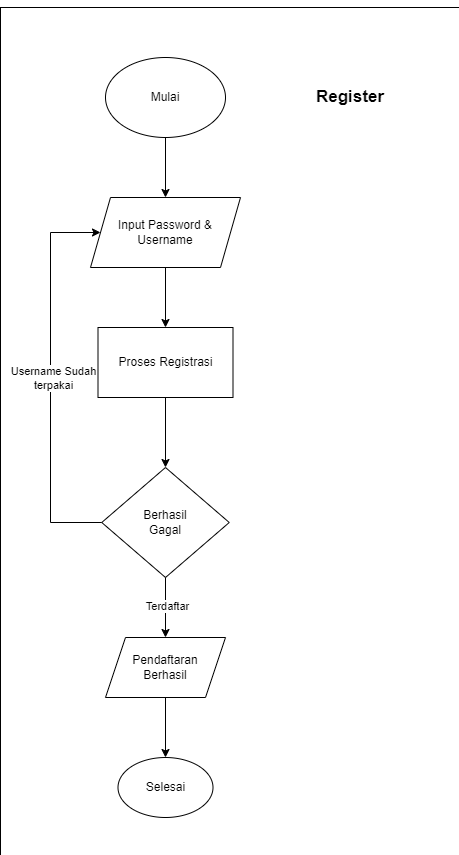 Mulai
Register
Input Password &
Username
Proses Registrasi
Username Sudah
terpakai
Berhasil
Gagal
Terdaftar
Pendaftaran
Berhasil
Selesai